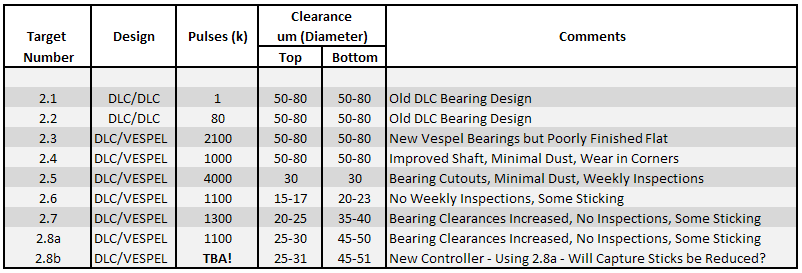 Target Number Design Pulses (k) Clearance um (Diameter) Comments
Top Bottom
2.1 DLC/DLC 1 50-80 50-80 Old DLC Bearing Design
2.2 DLC/DLC 80 50-80 50-80 Old DLC Bearing Design
2.3 DLC/VESPEL 2100 50-80 50-80 New Vespel Bearings but Poorly Finished Flat
2.4 DLC/VESPEL 1000 50-80 50-80 Improved Shaft, Minimal Dust, Wear in Corners
2.5 DLC/VESPEL 4000 30 30 Bearing Cutouts, Minimal Dust, Weekly Inspections
2.6 DLC/VESPEL 1100 15-17 20-23 No Weekly Inspections, Some Sticking
2.7 DLC/VESPEL 1300 20-25 35-40 Bearing Clearances Increased, No Inspections, Some Sticking
2.8a DLC/VESPEL 1100 25-30 45-50 Bearing Clearances Increased, No Inspections, Some Sticking
2.8b DLC/VESPEL TBA! 25-31 45-51 New Controller - Using 2.8a - Will Capture Sticks be Reduced?